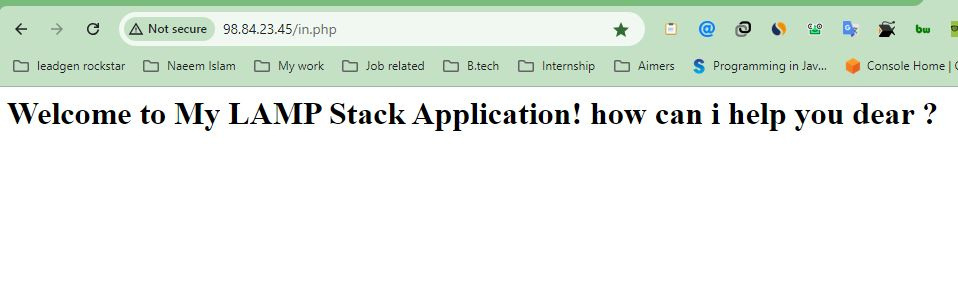 Not secure 98.84.23.45/in.php
leadgen rockstar Naeem Islam My work Job related B.tech Internship Aimers Programming in Jav... Console Home |
Welcome to My LAMP Stack Application! how can i help you dear ?